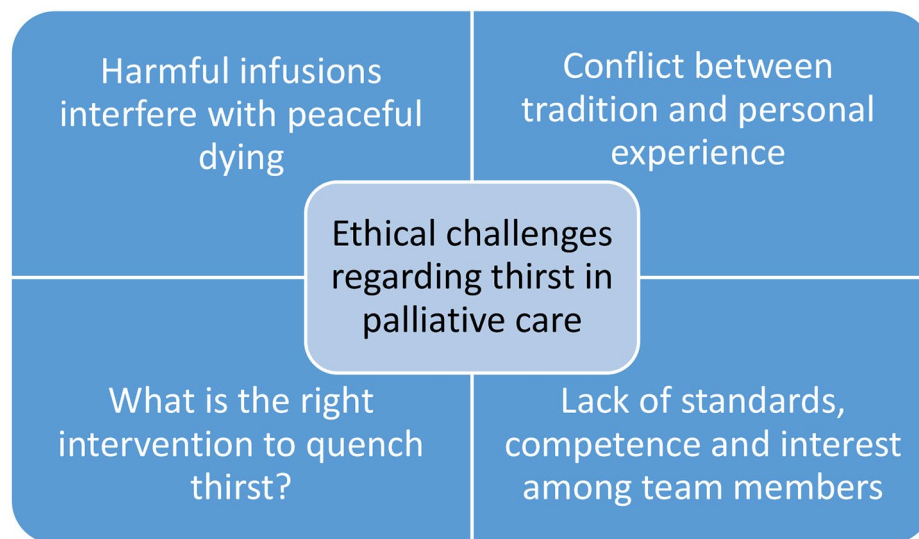 Harmful infusions
interfere with peaceful
dying
Conflict between
tradition and personal
experience
Ethical challenges
regarding thirst in
palliative care
What is the right
intervention to quench
thirst?
Lack of standards,
competence and interest
among team members